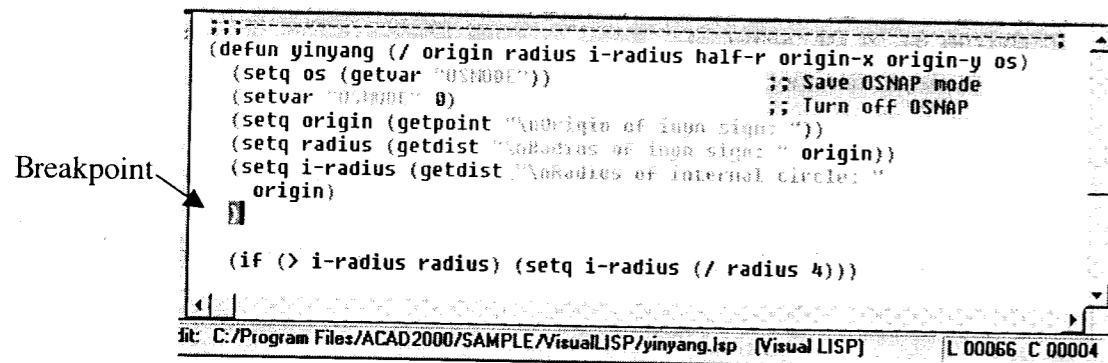 ;;;--------------------------------------------------------------;
(defun yinyang (/ origin radius i-radius half-r origin-x origin-y os)
(setq os (getvar "OSMODE")) ;; Save OSNAP mode
(setvar "OSMODE" 0) ;; Turn off OSNAP
(setq origin (getpoint "\nOrigin of inyn sign: "))
(setq radius (getdist "\nRadius of inyn sign: " origin))
(setq i-radius (getdist "\nRadius of internal circle: "
Breakpoint
origin)
)
(if (> i-radius radius) (setq i-radius (/ radius 4)))
dit: C:/Program Files/ACAD2000/SAMPLE/VisualLISP/yinyang.lsp (Visual LISP) L 00066 C 00004